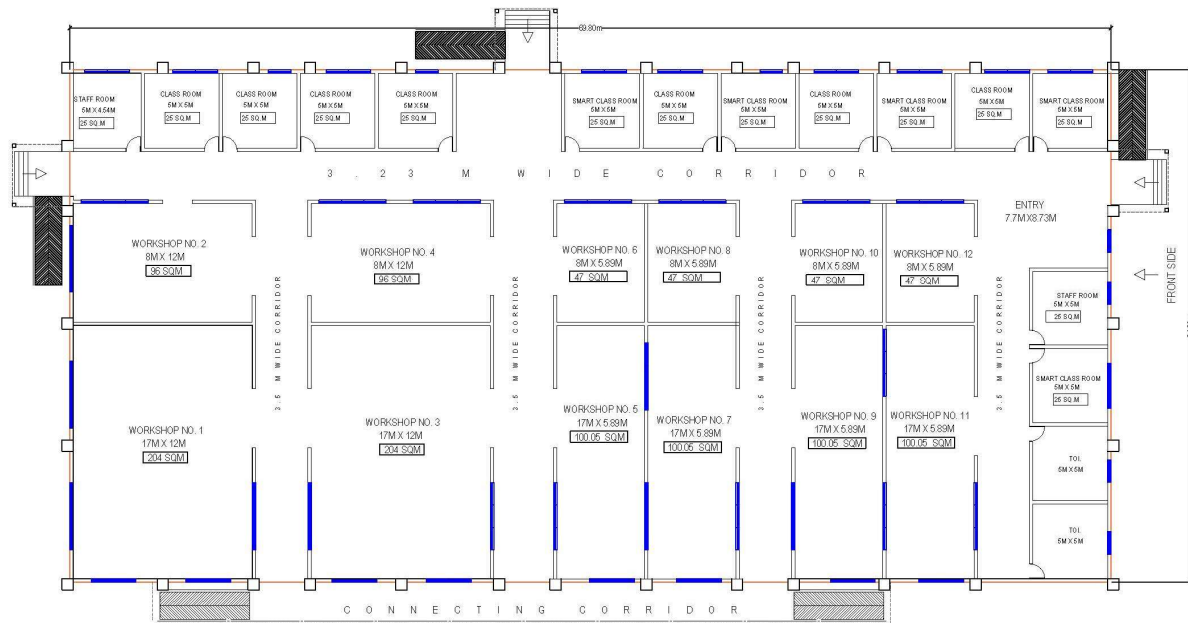 69.80m
STAFF ROOM
5M X 4.54M
25 SQ.M
CLASS ROOM
5M X 5M
25 SQ.M
CLASS ROOM
5M X 5M
25 SQ.M
CLASS ROOM
5M X 5M
25 SQ.M
CLASS ROOM
5M X 5M
25 SQ.M
SMART CLASS ROOM
5M X 5M
25 SQ.M
CLASS ROOM
5M X 5M
25 SQ.M
SMART CLASS ROOM
5M X 5M
25 SQ.M
CLASS ROOM
5M X 5M
25 SQ.M
SMART CLASS ROOM
5M X 5M
25 SQ.M
CLASS ROOM
5M X 5M
25 SQ.M
SMART CLASS ROOM
5M X 5M
25 SQ.M
3.23 M WIDE CORRIDOR
ENTRY
7.7M X8.73M
FRONT SIDE
WORKSHOP NO. 2
8M X 12M
96 SQM
WORKSHOP NO. 4
8M X 12M
96 SQM
WORKSHOP NO. 6
8M X 5.89M
47 SQM
WORKSHOP NO. 8
8M X 5.89M
47 SQM
WORKSHOP NO. 10
8M X 5.89M
47 SQM
WORKSHOP NO. 12
8M X 5.89M
47 SQM
3.5 M WIDE CORRIDOR
3.5 M WIDE CORRIDOR
3.5 M WIDE CORRIDOR
3.5 M WIDE CORRIDOR
STAFF ROOM
5M X 5M
25 SQ.M
SMART CLASS ROOM
5M X 5M
25 SQ.M
WORKSHOP NO. 1
17M X 12M
204 SQM
WORKSHOP NO. 3
17M X 12M
204 SQM
WORKSHOP NO. 5
17M X 5.89M
100.05 SQM
WORKSHOP NO. 7
17M X 5.89M
100.05 SQM
WORKSHOP NO. 9
17M X 5.89M
100.05 SQM
WORKSHOP NO. 11
17M X 5.89M
100.05 SQM
TOI.
5M X 5M
TOI.
5M X 5M
CONNECTING CORRIDOR